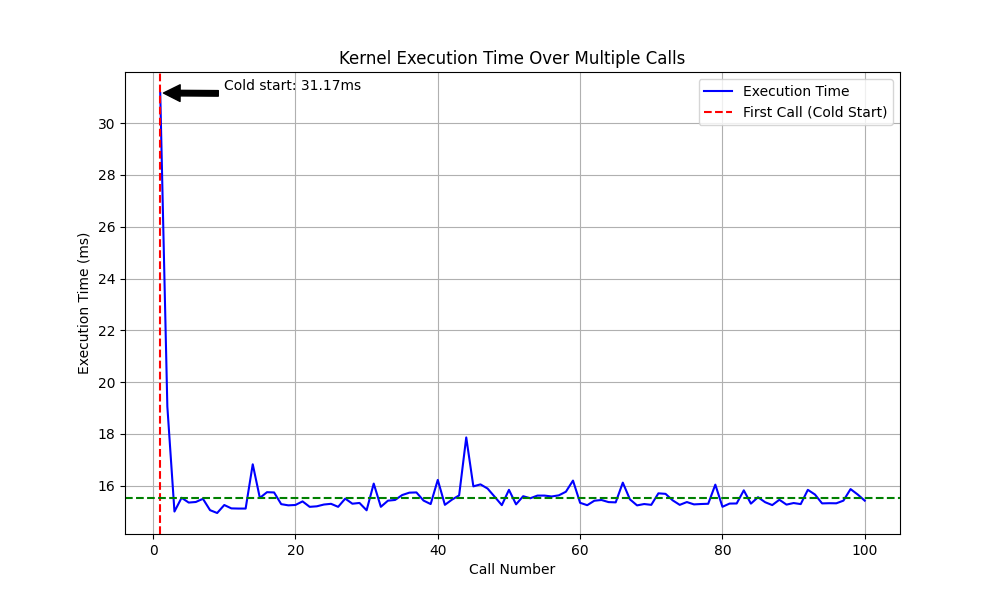 Kernel Execution Time Over Multiple Calls
Cold start: 31.17ms
Execution Time
First Call (Cold Start)
30
28
26
24
22
20
18
16
Execution Time (ms)
0 20 40 60 80 100
Call Number